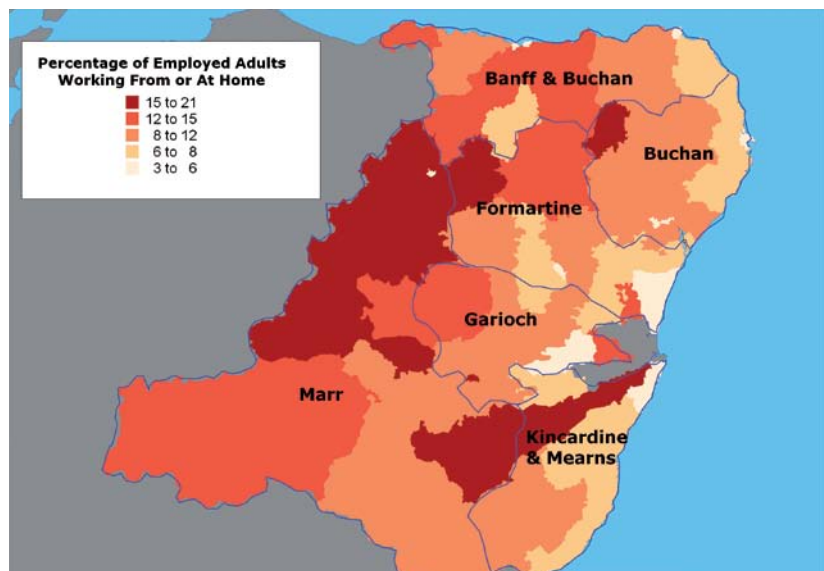 Percentage of Employed Adults
Working From or At Home
15 to 21
12 to 15
8 to 12
6 to 8
3 to 6
Banff & Buchan
Buchan
Formartine
Garioch
Marr
Kincardine
& Mearns